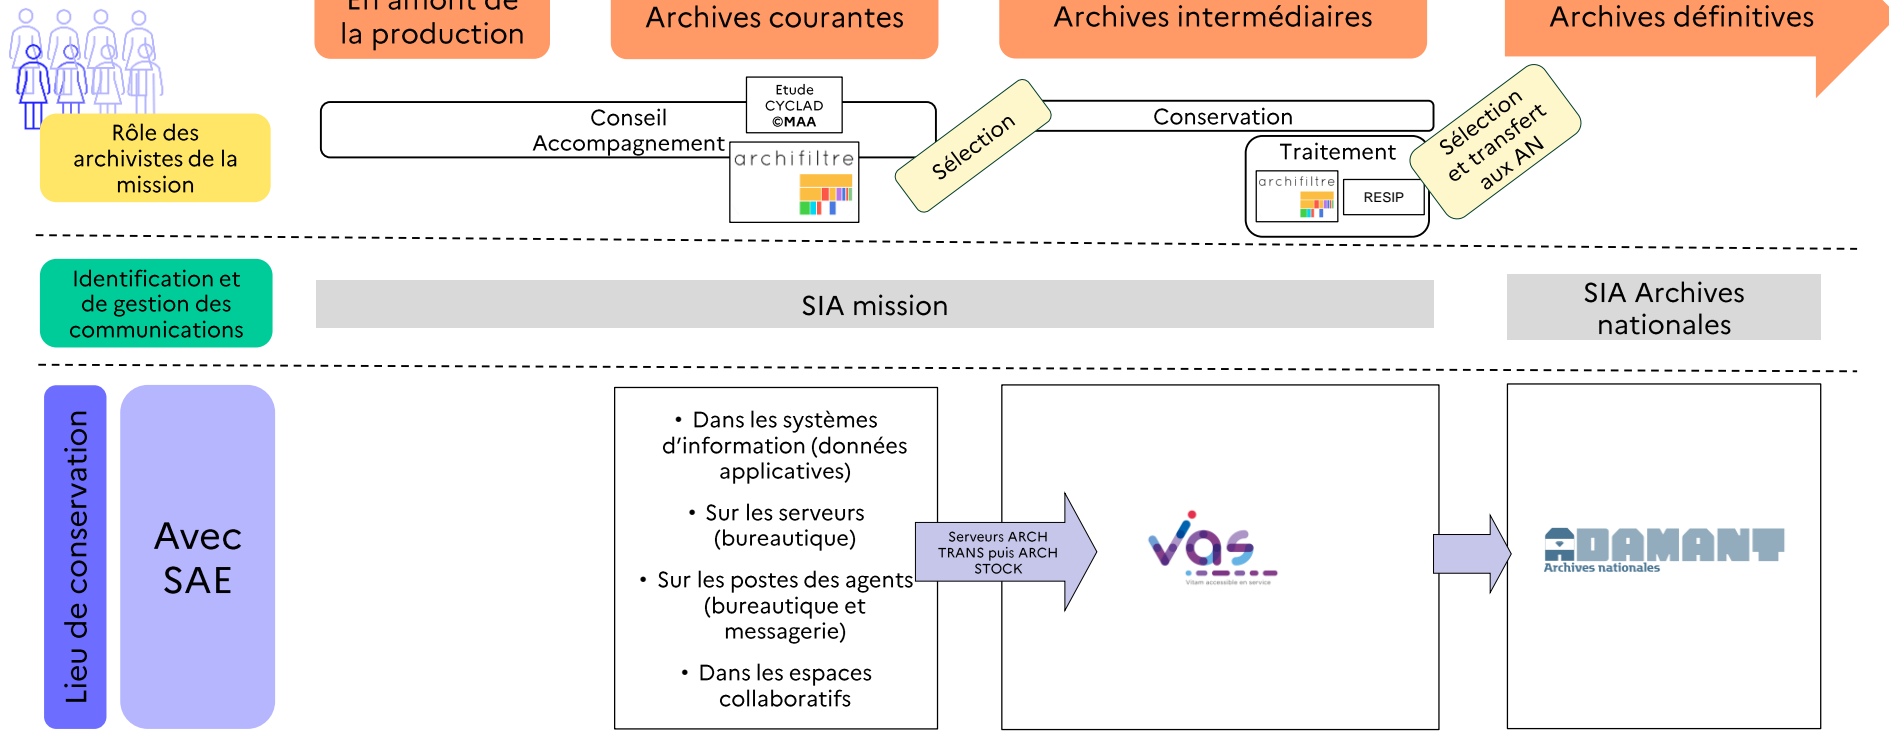 En amont de
la production
Archives courantes
Archives intermédiaires
Archives définitives
Rôle des
archivistes de la
mission
Conseil
Accompagnement
Etude
CYCLAD
©MAA
archifiltre
Sélection
Conservation
Traitement
archifiltre
RESIP
Sélection
et transfert
aux AN
Identification et
de gestion des
communications
SIA mission
SIA Archives
nationales
Lieu de conservation
Avec
SAE
• Dans les systèmes
d’information (données
applicatives)
• Sur les serveurs
(bureautique)
• Sur les postes des agents
(bureautique et
messagerie)
• Dans les espaces
collaboratifs
Serveurs ARCH
TRANS puis ARCH
STOCK
vas
Vitam accessible en service
ADAMANT
Archives nationales